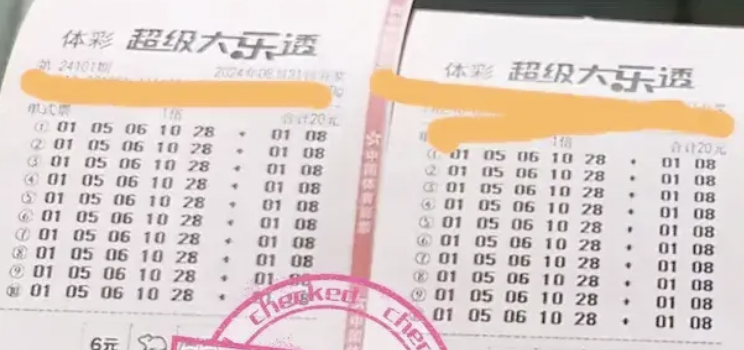 体彩 超级大乐透
第 24101期
2024年08月31日开奖
单式票 1倍 合计20元
① 01 05 06 10 28 + 01 08
② 01 05 06 10 28 + 01 08
③ 01 05 06 10 28 + 01 08
④ 01 05 06 10 28 + 01 08
⑤ 01 05 06 10 28 + 01 08
⑥ 01 05 06 10 28 + 01 08
⑦ 01 05 06 10 28 + 01 08
⑧ 01 05 06 10 28 + 01 08
⑨ 01 05 06 10 28 + 01 08
⑩ 01 05 06 10 28 + 08
6元
中国体育彩票
体彩 超级大乐透
1倍 合计20元
① 01 05 06 10 28 + 01 08
② 01 05 06 10 28 + 01 08
③ 01 05 06 10 28 + 01 08
④ 01 05 06 10 28 + 01 08
⑤ 01 05 06 10 28 + 01 08
⑥ 01 05 06 10 28 + 01 08
⑦ 01 05 06 10 28 + 01 08
⑧ 01 05 06 10 28 + 01 08
⑨ 01 05 06 10 28 + 01 08
01 05 06 10 28 + 01 08
checked